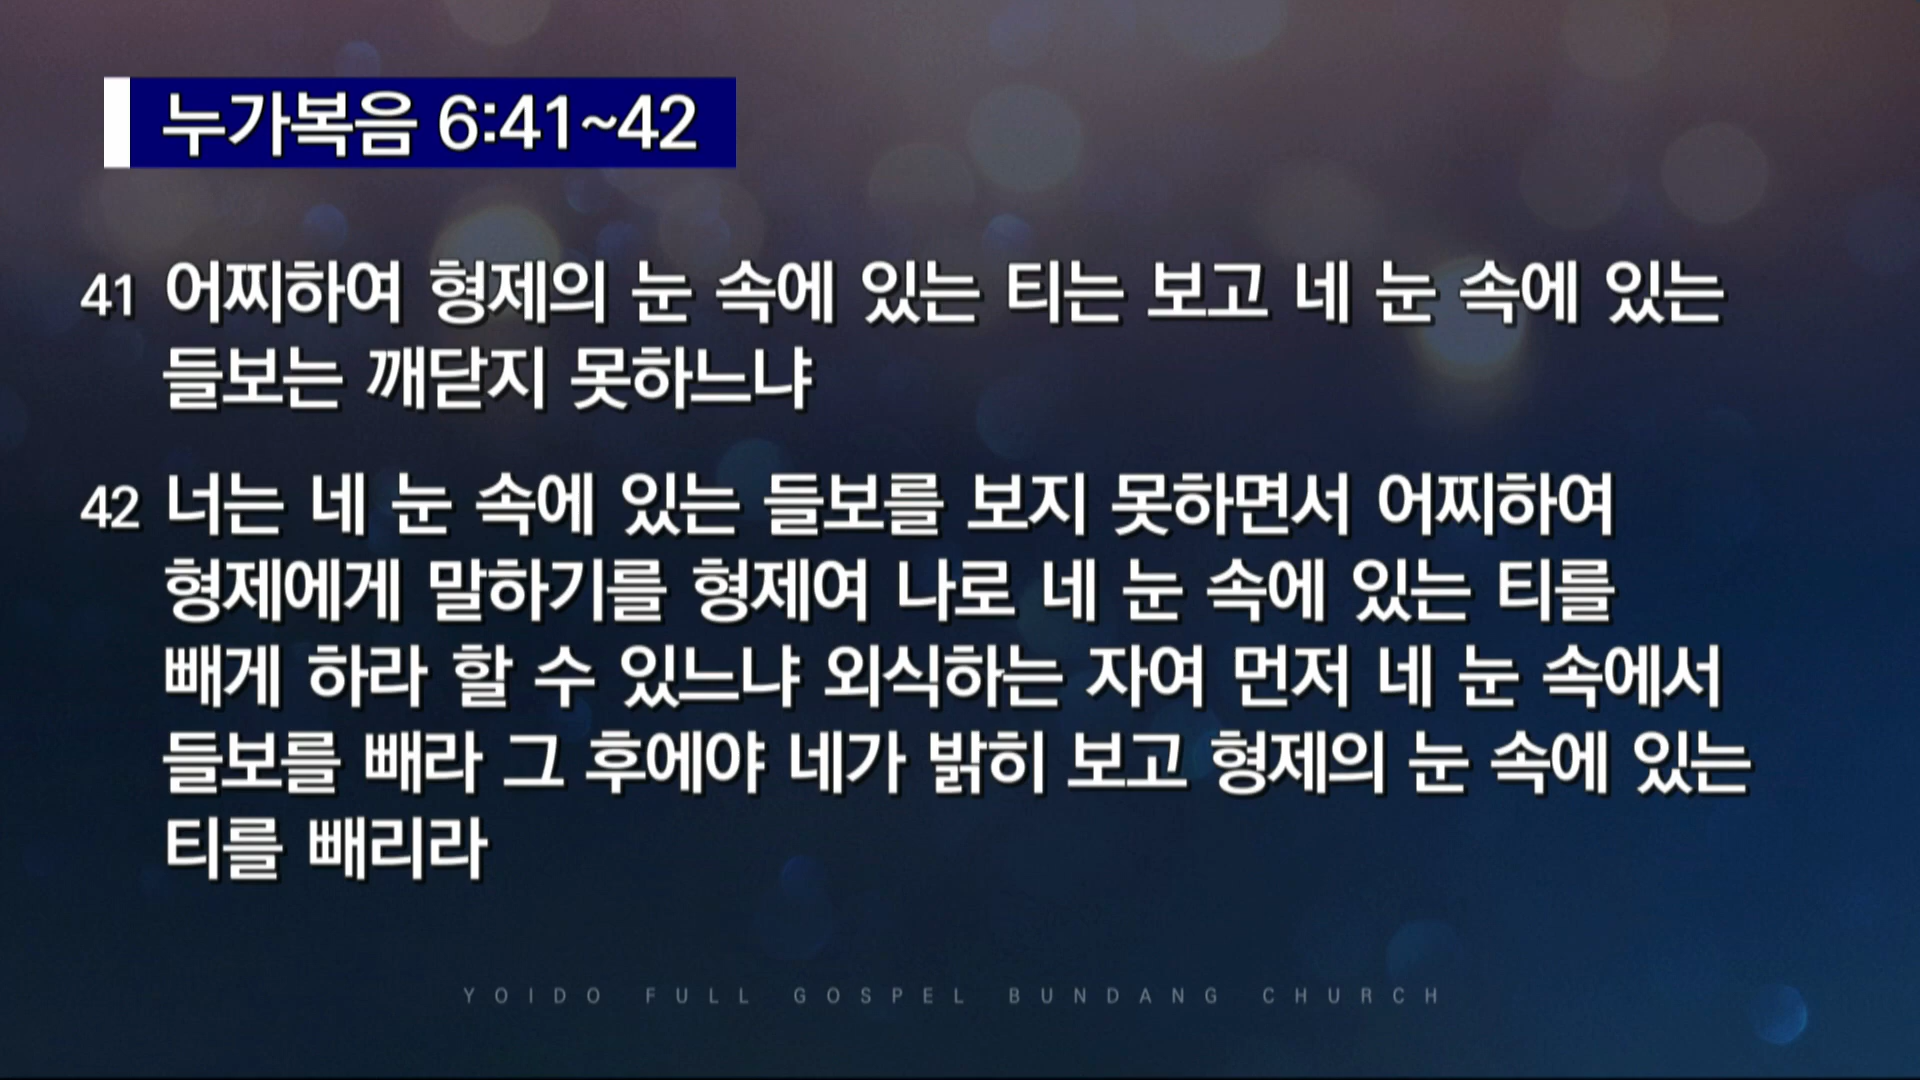 누가복음 6:41~42
41 어찌하여 형제의 눈 속에 있는 티는 보고 네 눈 속에 있는
들보는 깨닫지 못하느냐
42 너는 네 눈 속에 있는 들보를 보지 못하면서 어찌하여
형제에게 말하기를 형제여 나로 네 눈 속에 있는 티를
빼게 하라 할 수 있느냐 외식하는 자여 먼저 네 눈 속에서
들보를 빼라 그 후에야 네가 밝히 보고 형제의 눈 속에 있는
티를 빼리라
YOIDO FULL GOSPEL BUNDANG CHURCH